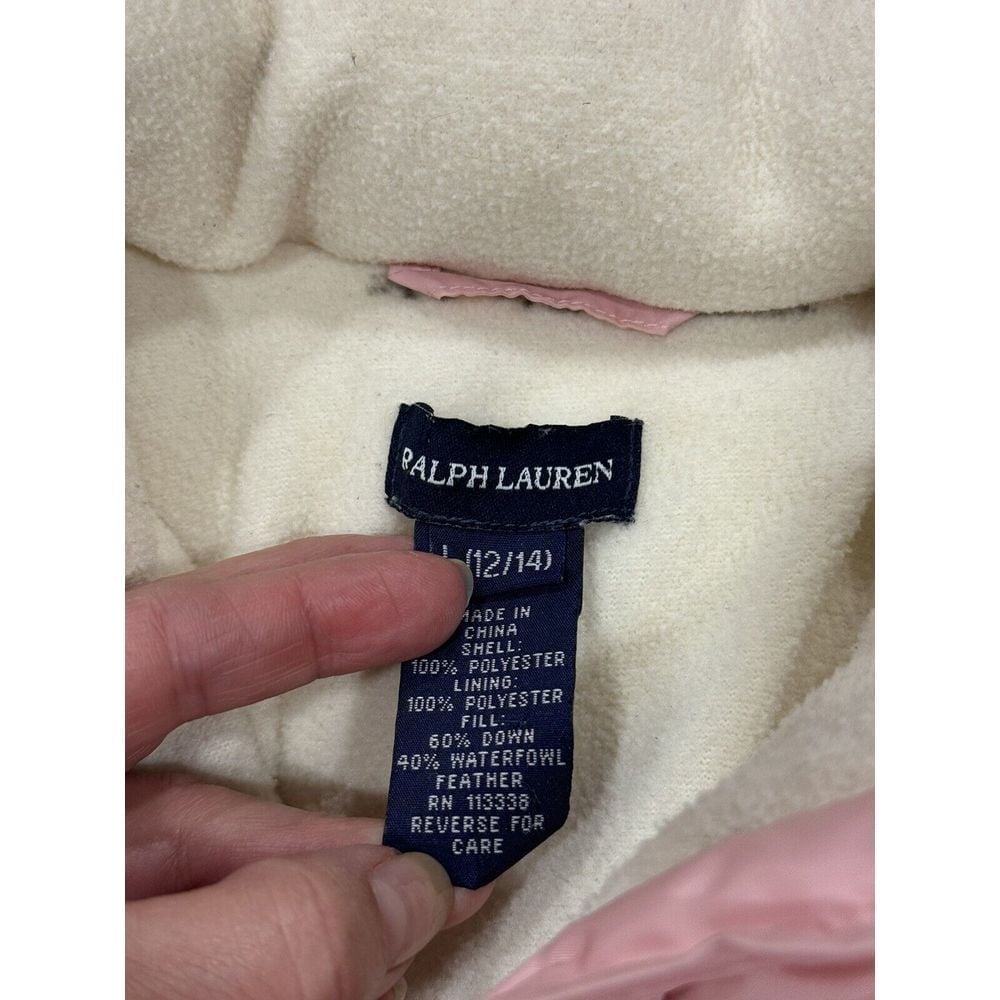 RALPH LAUREN
L (12/14)
MADE IN
CHINA
SHELL:
100% POLYESTER
LINING:
100% POLYESTER
FILL:
60% DOWN
40% WATERFOWL
FEATHER
RN 113338
REVERSE FOR
CARE